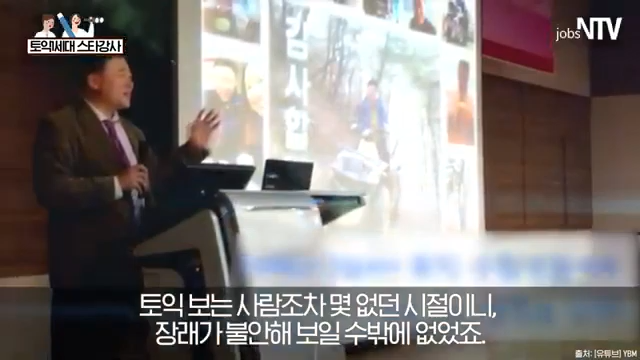 토익세대 스타강사
jobsNTV
감사합
토익 보는 사람조차 몇 없던 시절이니,
장래가 불안해 보일 수밖에 없었죠.
출처: [유튜브] YBM